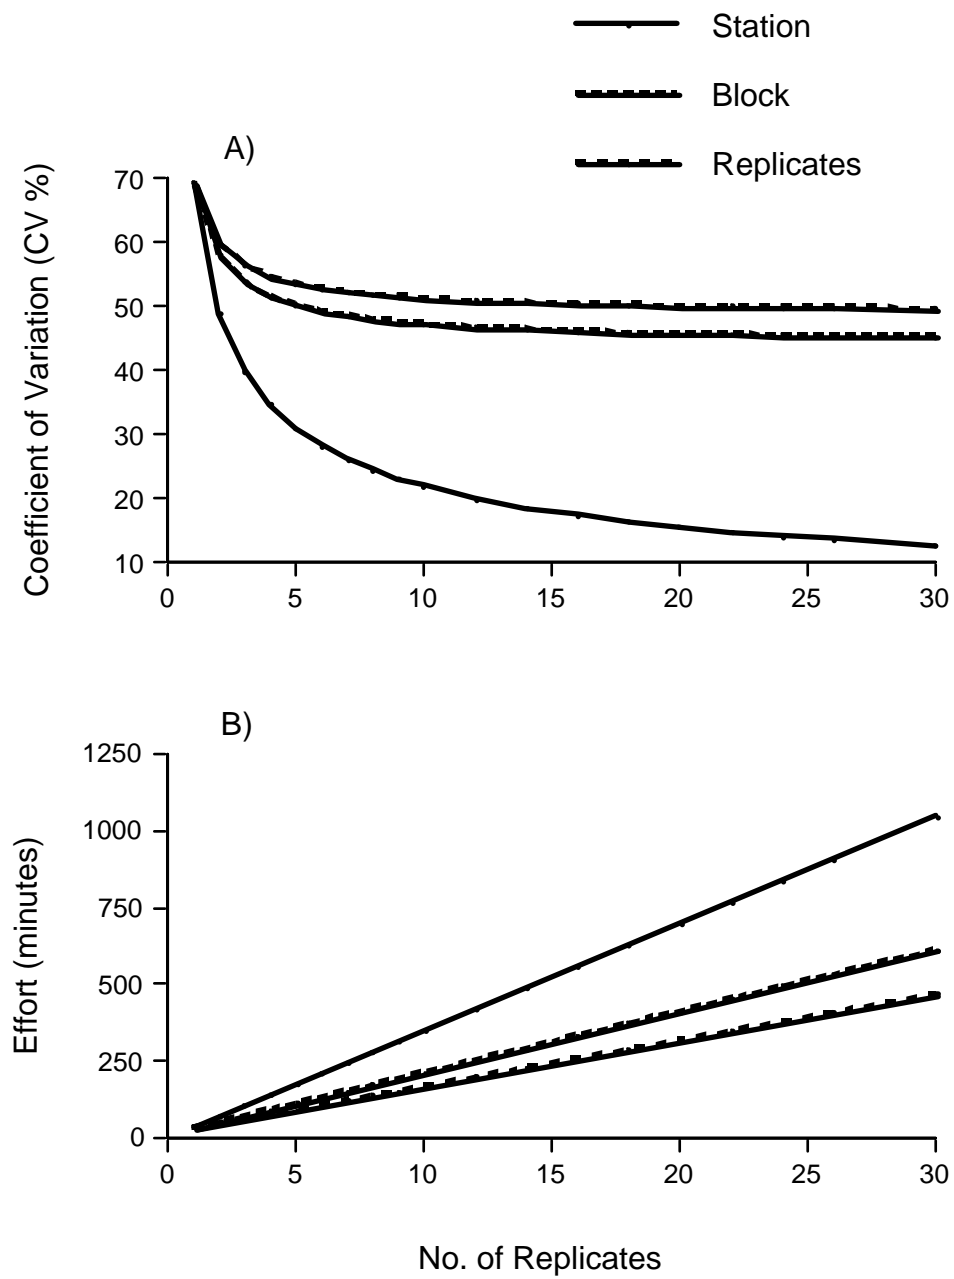 Station
Block
Replicates
A)
Coefficient of Variation (CV %)
70
60
50
40
30
20
10
0 5 10 15 20 25 30
B)
Effort (minutes)
1250
1000
750
500
250
0
0 5 10 15 20 25 30
No. of Replicates